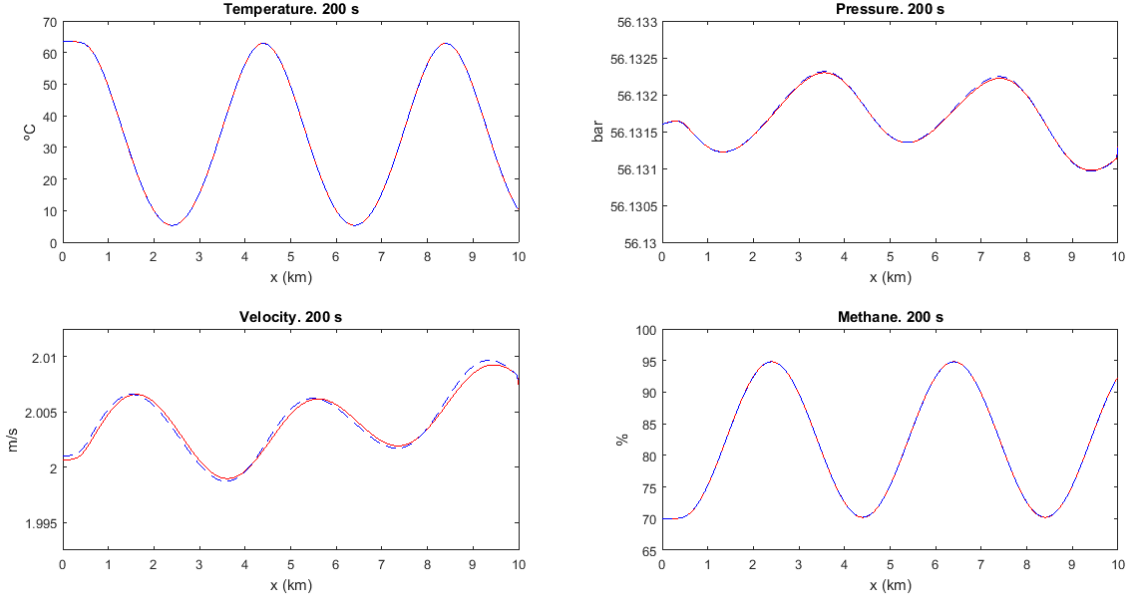 Temperature. 200 s
70
60
50
40
30
20
10
0
ºC
0 1 2 3 4 5 6 7 8 9 10
x (km)
Pressure. 200 s
56.133
56.1325
56.132
56.1315
56.131
56.1305
56.13
bar
0 1 2 3 4 5 6 7 8 9 10
x (km)
Velocity. 200 s
2.01
2.005
2
1.995
m/s
0 1 2 3 4 5 6 7 8 9 10
x (km)
Methane. 200 s
100
95
90
85
80
75
70
65
%
0 1 2 3 4 5 6 7 8 9 10
x (km)